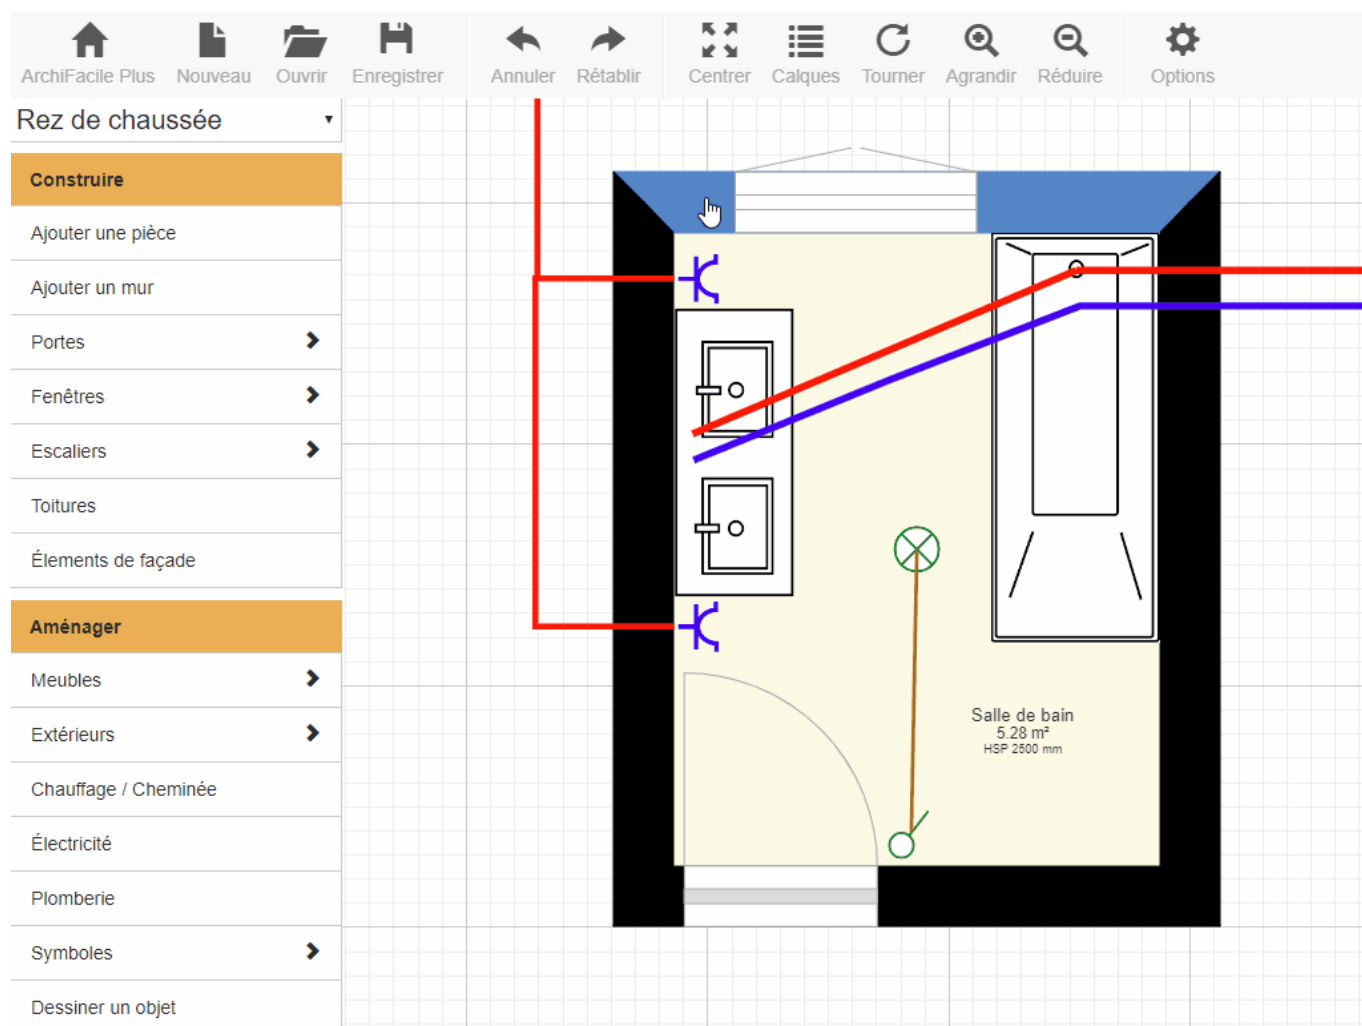 ArchiFacile Plus Nouveau Ouvrir Enregistrer Annuler Rétablir Centrer Calques Tourner Agrandir Réduire Options
Rez de chaussée
Construire
Ajouter une pièce
Ajouter un mur
Portes
Fenêtres
Escaliers
Toitures
Élements de façade
Aménager
Meubles
Extérieurs
Chauffage / Cheminée
Électricité
Plomberie
Symboles
Dessiner un objet
Salle de bain
5.28 m²
HSP 2500 mm